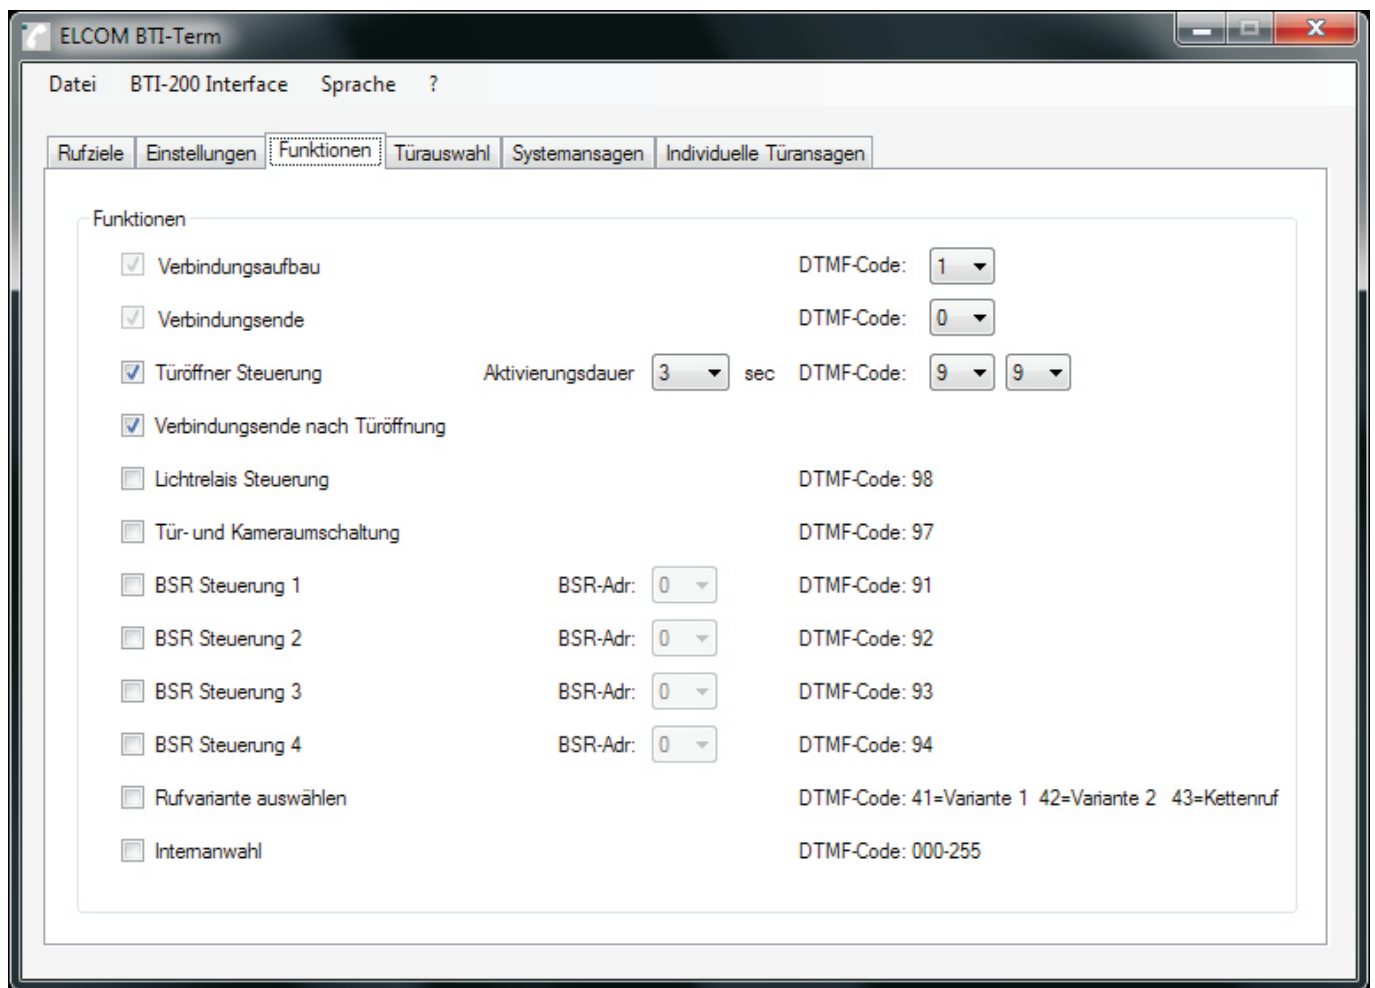 ELCOM BTI-Term
Datei BTI-200 Interface Sprache ?
Rufziele Einstellungen Funktionen Türauswahl Systemansagen Individuelle Türansagen
Funktionen
Verbindungsaufbau DTMF-Code: 1
Verbindungsende DTMF-Code: 0
Türöffner Steuerung Aktivierungsdauer 3 sec DTMF-Code: 9 9
Verbindungsende nach Türöffnung
Lichtrelais Steuerung DTMF-Code: 98
Tür- und Kameraumschaltung DTMF-Code: 97
BSR Steuerung 1 BSR-Adr: 0 DTMF-Code: 91
BSR Steuerung 2 BSR-Adr: 0 DTMF-Code: 92
BSR Steuerung 3 BSR-Adr: 0 DTMF-Code: 93
BSR Steuerung 4 BSR-Adr: 0 DTMF-Code: 94
Rufvariante auswählen DTMF-Code: 41=Variante 1 42=Variante 2 43=Kettenruf
Internanwahl DTMF-Code: 000-255